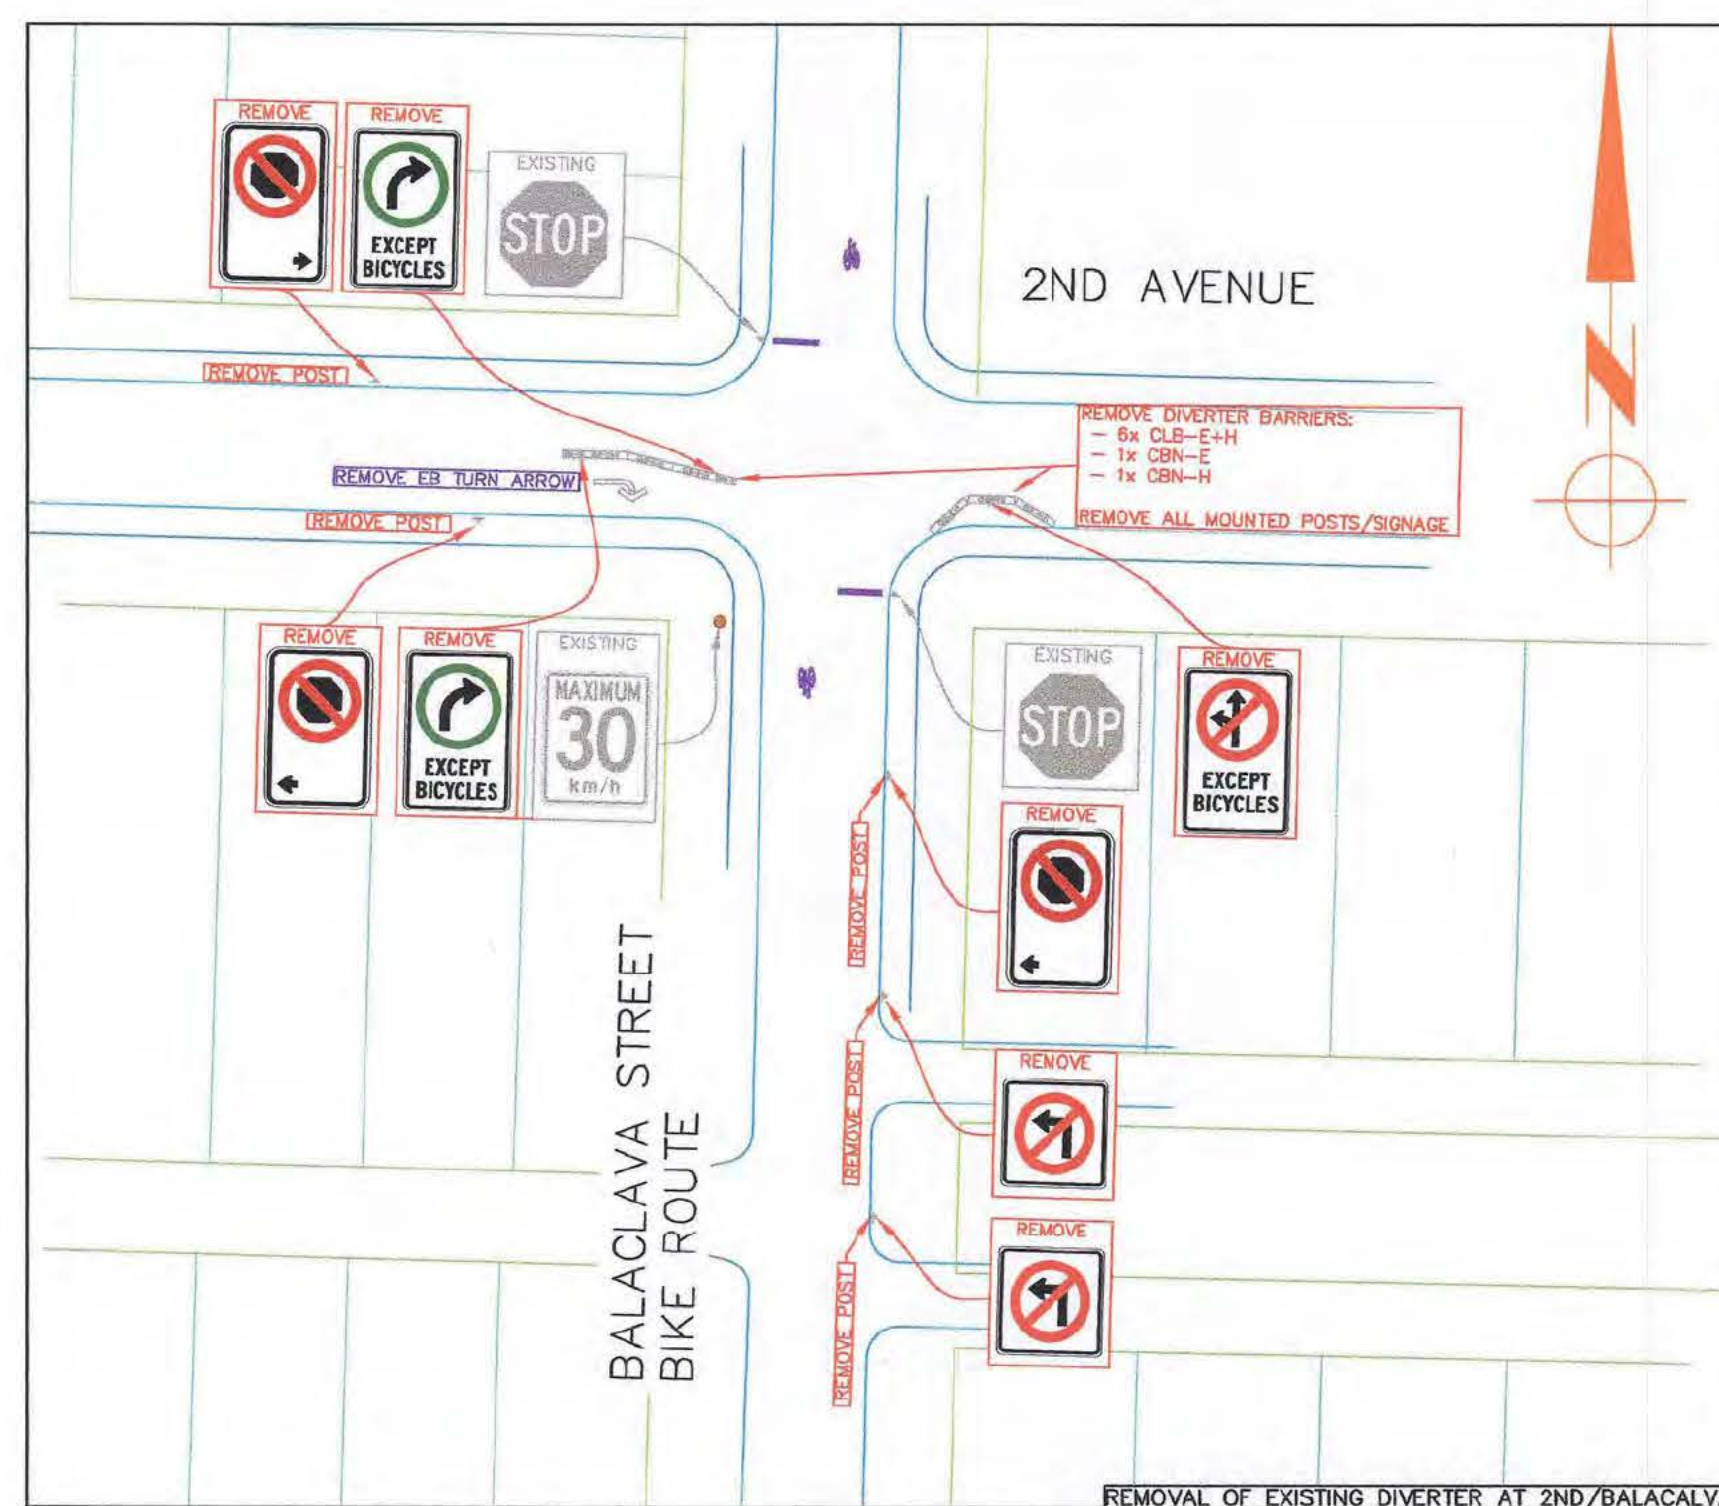 REMOVE
REMOVE
EXISTING
STOP
EXCEPT
BICYCLES
2ND AVENUE
N
REMOVE POST
REMOVE DIVERTER BARRIERS:
- 6x CLB-E+H
- 1x CBN-E
- 1x CBN-H
REMOVE ALL MOUNTED POSTS/SIGNAGE
REMOVE EB TURN ARROW
REMOVE POST
REMOVE
REMOVE
EXISTING
MAXIMUM
30
km/h
EXCEPT
BICYCLES
EXISTING
STOP
REMOVE
EXCEPT
BICYCLES
REMOVE POST
REMOVE
BALACLAVA STREET
BIKE ROUTE
REMOVE POST
RENOVE
REMOVE POST
REMOVE
REMOVAL OF EXISTING DIVERTER AT 2ND/BALACALV